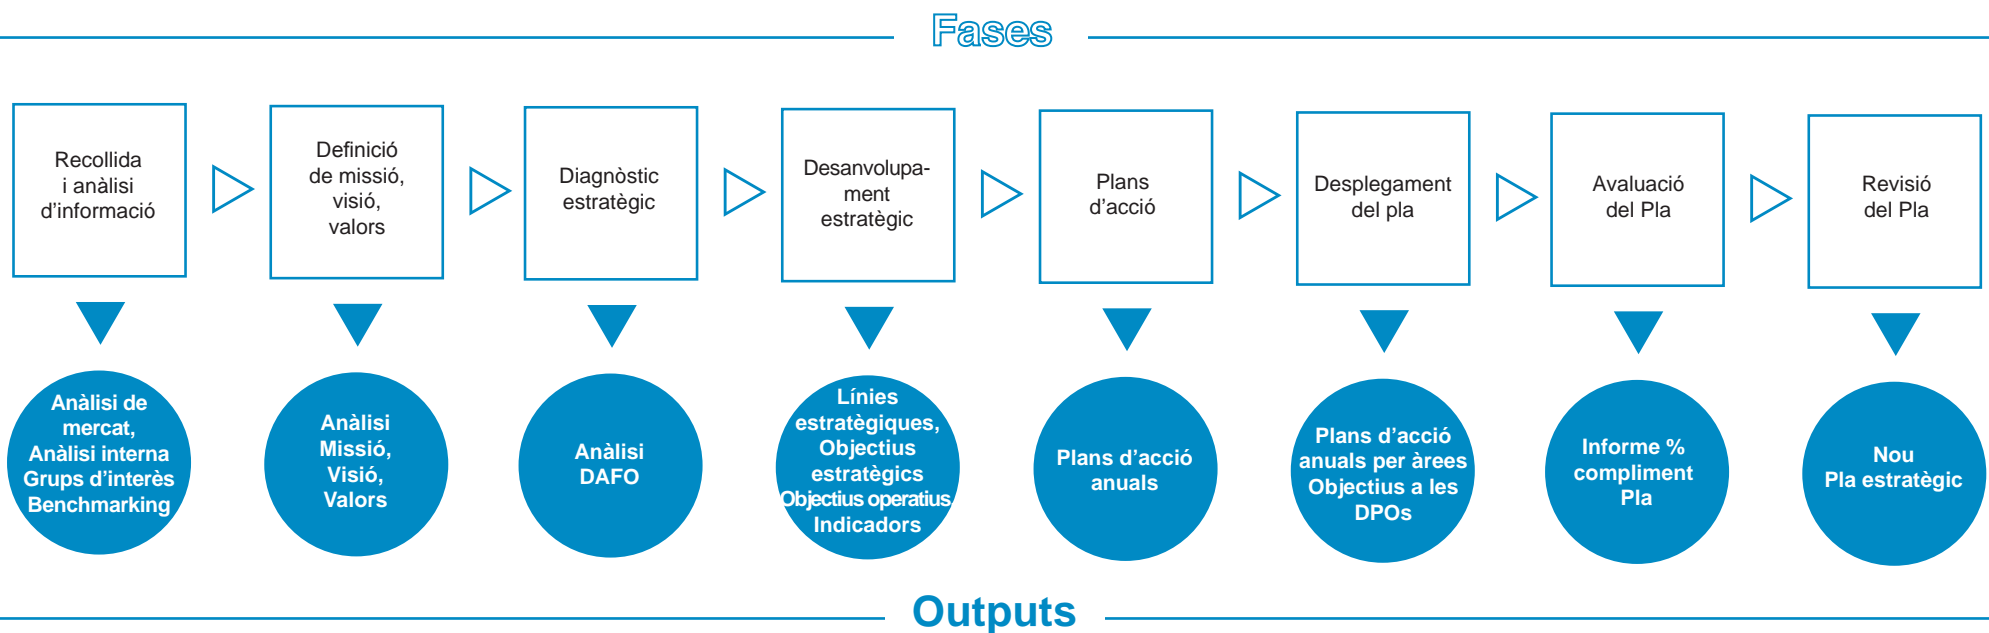 Fases
Recollida
i anàlisi
d’informació
Definició
de missió,
visió,
valors
Diagnòstic
estratègic
Desanvolupa-
ment
estratègic
Plans
d’acció
Desplegament
del pla
Avaluació
del Pla
Revisió
del Pla
Anàlisi de
mercat,
Anàlisi interna
Grups d’interès
Benchmarking
Anàlisi
Missió,
Visió,
Valors
Anàlisi
DAFO
Línies
estratègiques,
Objectius
estratègics
Objectius operatius
Indicadors
Plans d’acció
anuals
Plans d’acció
anuals per àrees
Objectius a les
DPOs
Informe %
compliment
Pla
Nou
Pla estratègic
Outputs